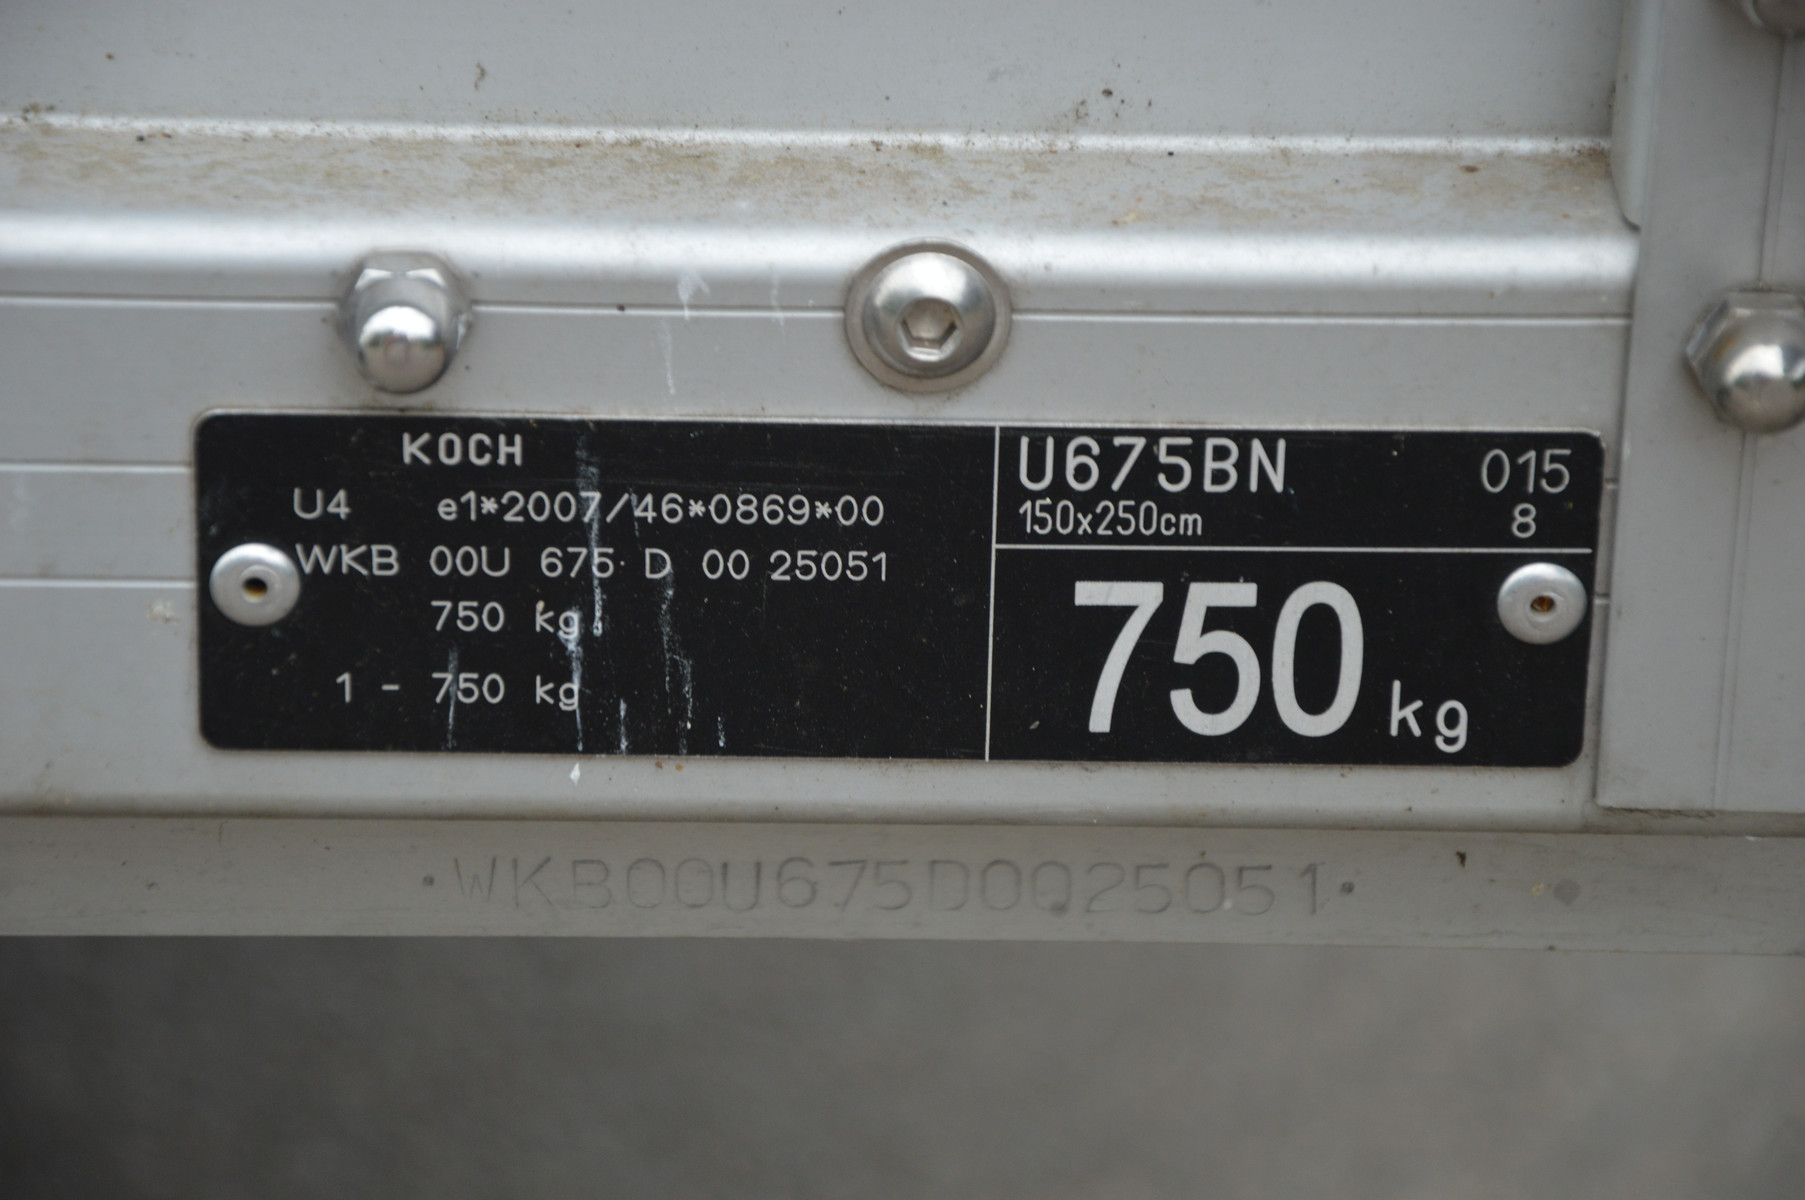 KOCH
U4 e1*2007/46*0869*00
WKB 00U 675 D 00 25051
750 kg
1 - 750 kg
U675BN 015
150x250cm 8
750 kg
WKB00U675D0025051